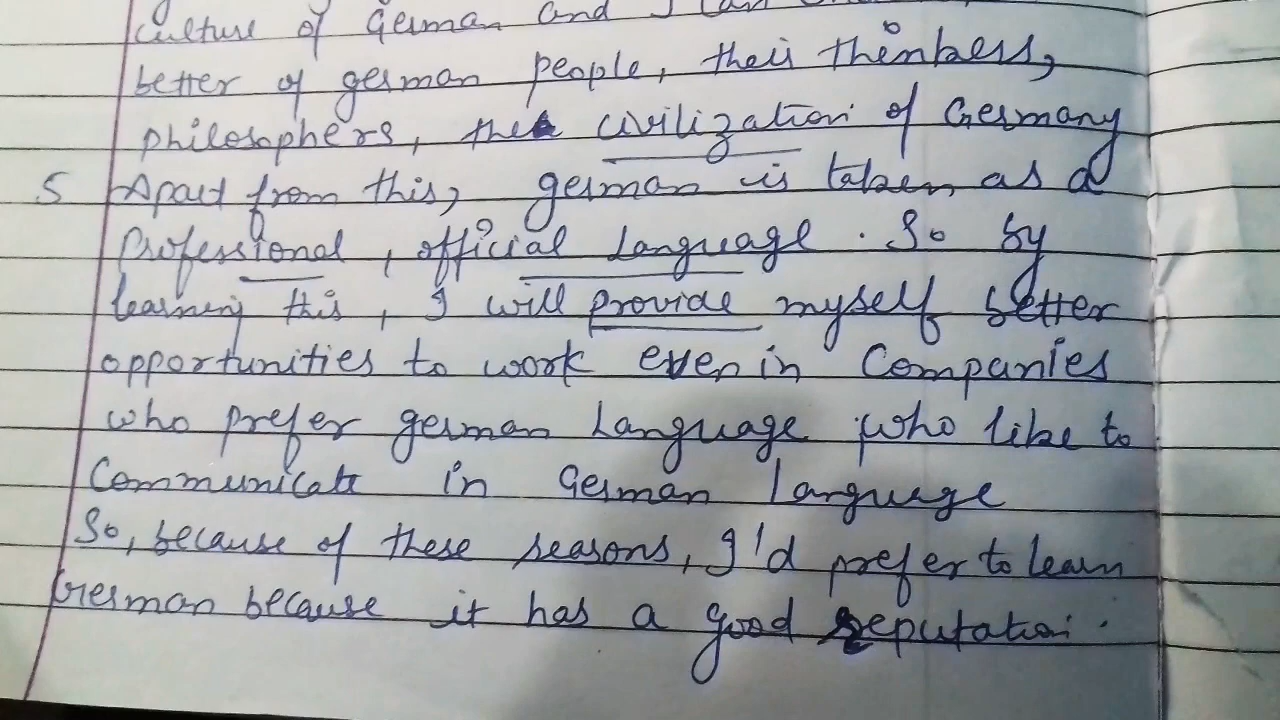 culture of German and I can
better of german people, their thinkers,
philosophers, the civilization of Germany
5 Apart from this, german is taken as a
professional, official language. So by
learning this, I will provide myself better
opportunities to work even in Companies
who prefer german language who like to
Communicate in German language
So, because of these reasons, I'd prefer to learn
German because it has a good reputation.